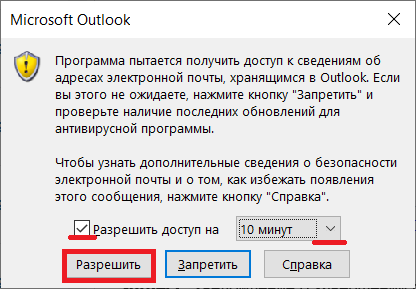 Microsoft Outlook
Программа пытается получить доступ к сведениям об
адресах электронной почты, хранящимся в Outlook. Если
вы этого не ожидаете, нажмите кнопку "Запретить" и
проверьте наличие последних обновлений для
антивирусной программы.
Чтобы узнать дополнительные сведения о безопасности
электронной почты и о том, как избежать появления
этого сообщения, нажмите кнопку "Справка".
Разрешить доступ на 10 минут
Разрешить Запретить Справка